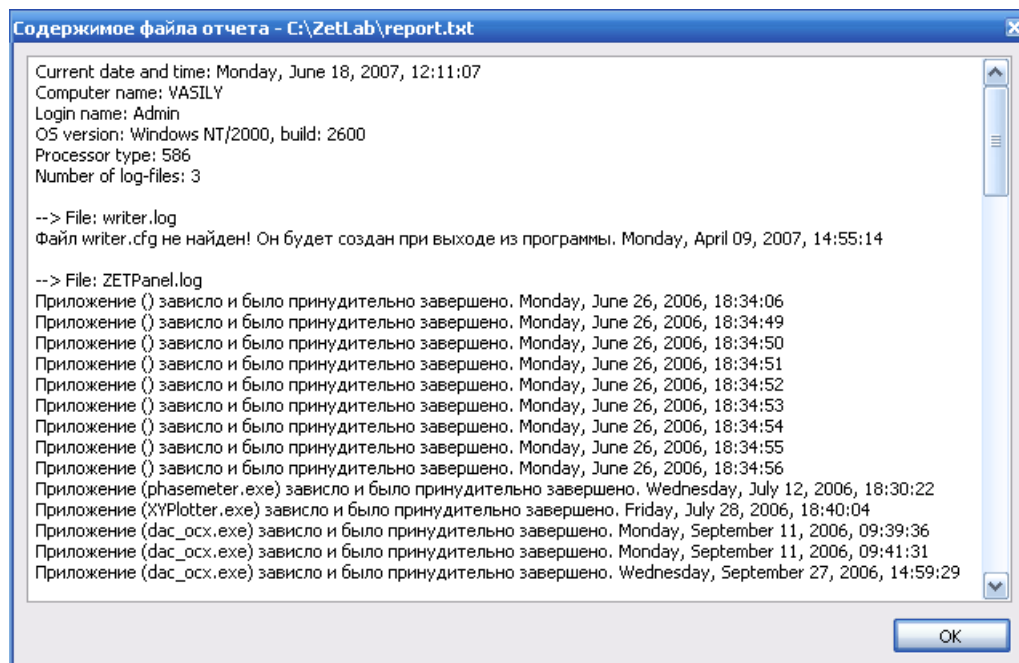 Содержимое файла отчета - C:\ZetLab\report.txt
Current date and time: Monday, June 18, 2007, 12:11:07
Computer name: VASILY
Login name: Admin
OS version: Windows NT/2000, build: 2600
Processor type: 586
Number of log-files: 3
--> File: writer.log
Файл writer.cfg не найден! Он будет создан при выходе из программы. Monday, April 09, 2007, 14:55:14
--> File: ZETPanel.log
Приложение () зависло и было принудительно завершено. Monday, June 26, 2006, 18:34:06
Приложение () зависло и было принудительно завершено. Monday, June 26, 2006, 18:34:49
Приложение () зависло и было принудительно завершено. Monday, June 26, 2006, 18:34:50
Приложение () зависло и было принудительно завершено. Monday, June 26, 2006, 18:34:51
Приложение () зависло и было принудительно завершено. Monday, June 26, 2006, 18:34:52
Приложение () зависло и было принудительно завершено. Monday, June 26, 2006, 18:34:53
Приложение () зависло и было принудительно завершено. Monday, June 26, 2006, 18:34:54
Приложение () зависло и было принудительно завершено. Monday, June 26, 2006, 18:34:55
Приложение () зависло и было принудительно завершено. Monday, June 26, 2006, 18:34:56
Приложение (phasemeter.exe) зависло и было принудительно завершено. Wednesday, July 12, 2006, 18:30:22
Приложение (XYPlotter.exe) зависло и было принудительно завершено. Friday, July 28, 2006, 18:40:04
Приложение (dac_ocx.exe) зависло и было принудительно завершено. Monday, September 11, 2006, 09:39:36
Приложение (dac_ocx.exe) зависло и было принудительно завершено. Monday, September 11, 2006, 09:41:31
Приложение (dac_ocx.exe) зависло и было принудительно завершено. Wednesday, September 27, 2006, 14:59:29
OK